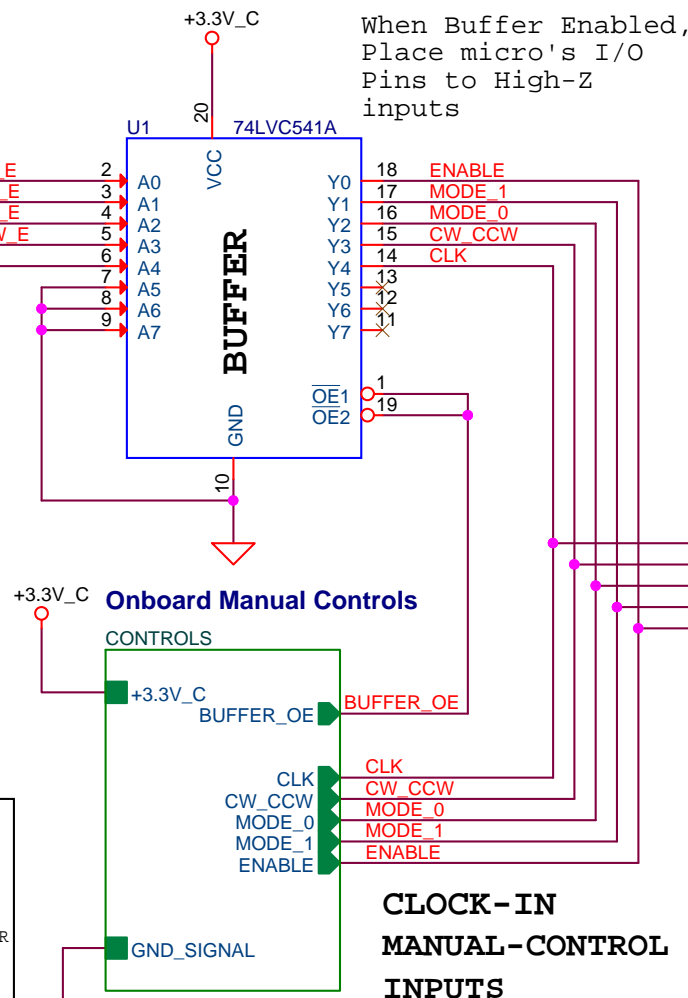 +3.3V_C
When Buffer Enabled,
Place micro's I/O
Pins to High-Z
inputs
20
U1
74LVC541A
VCC
_E
2
A0
Y0
18
ENABLE
_E
3
A1
Y1
17
MODE_1
_E
4
A2
Y2
16
MODE_0
W_E
5
A3
Y3
15
CW_CCW
6
A4
Y4
14
CLK
7
A5
Y5
13
8
A6
Y6
12
9
A7
Y7
11
BUFFER
OE1
1
OE2
19
GND
10
+3.3V_C
Onboard Manual Controls
CONTROLS
+3.3V_C
BUFFER_OE
BUFFER_OE
CLK
CLK
CW_CCW
CW_CCW
MODE_0
MODE_0
MODE_1
MODE_1
ENABLE
ENABLE
R
GND_SIGNAL
CLOCK-IN
MANUAL-CONTROL
INPUTS